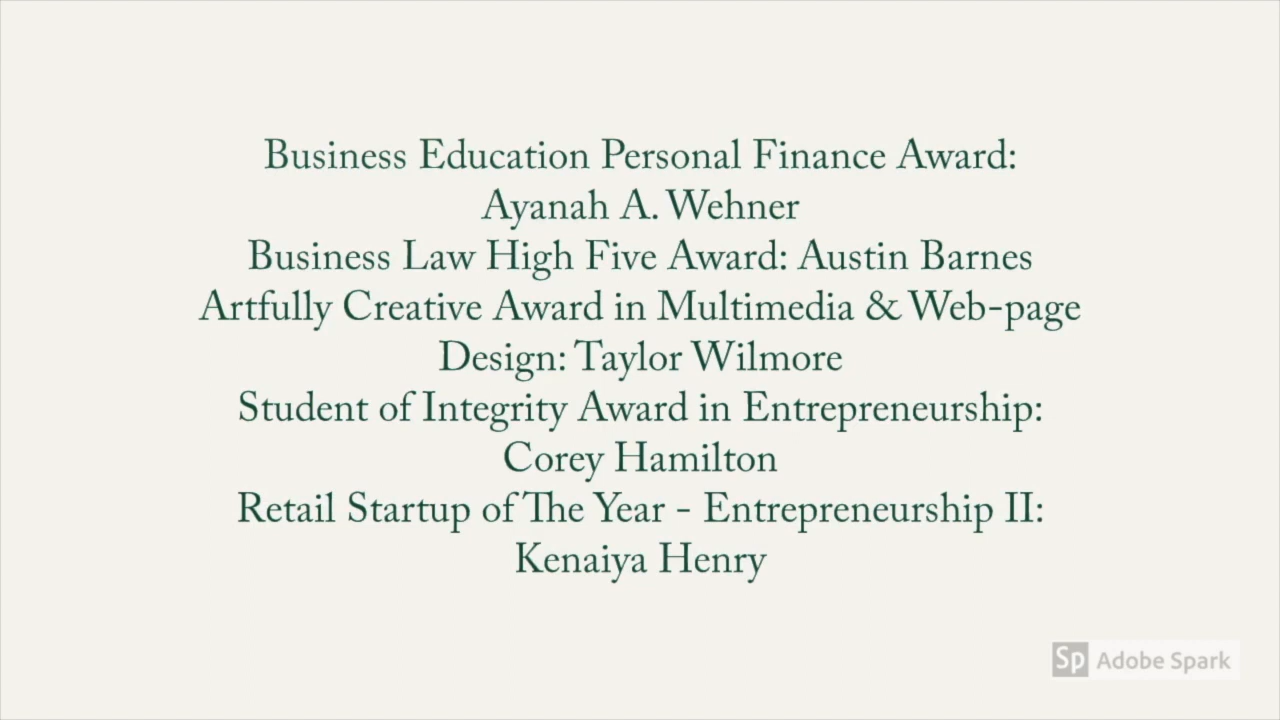 Business Education Personal Finance Award:
Ayanah A. Wehner
Business Law High Five Award: Austin Barnes
Artfully Creative Award in Multimedia & Web-page
Design: Taylor Wilmore
Student of Integrity Award in Entrepreneurship:
Corey Hamilton
Retail Startup of The Year - Entrepreneurship II:
Kenaiya Henry
Sp Adobe Spark